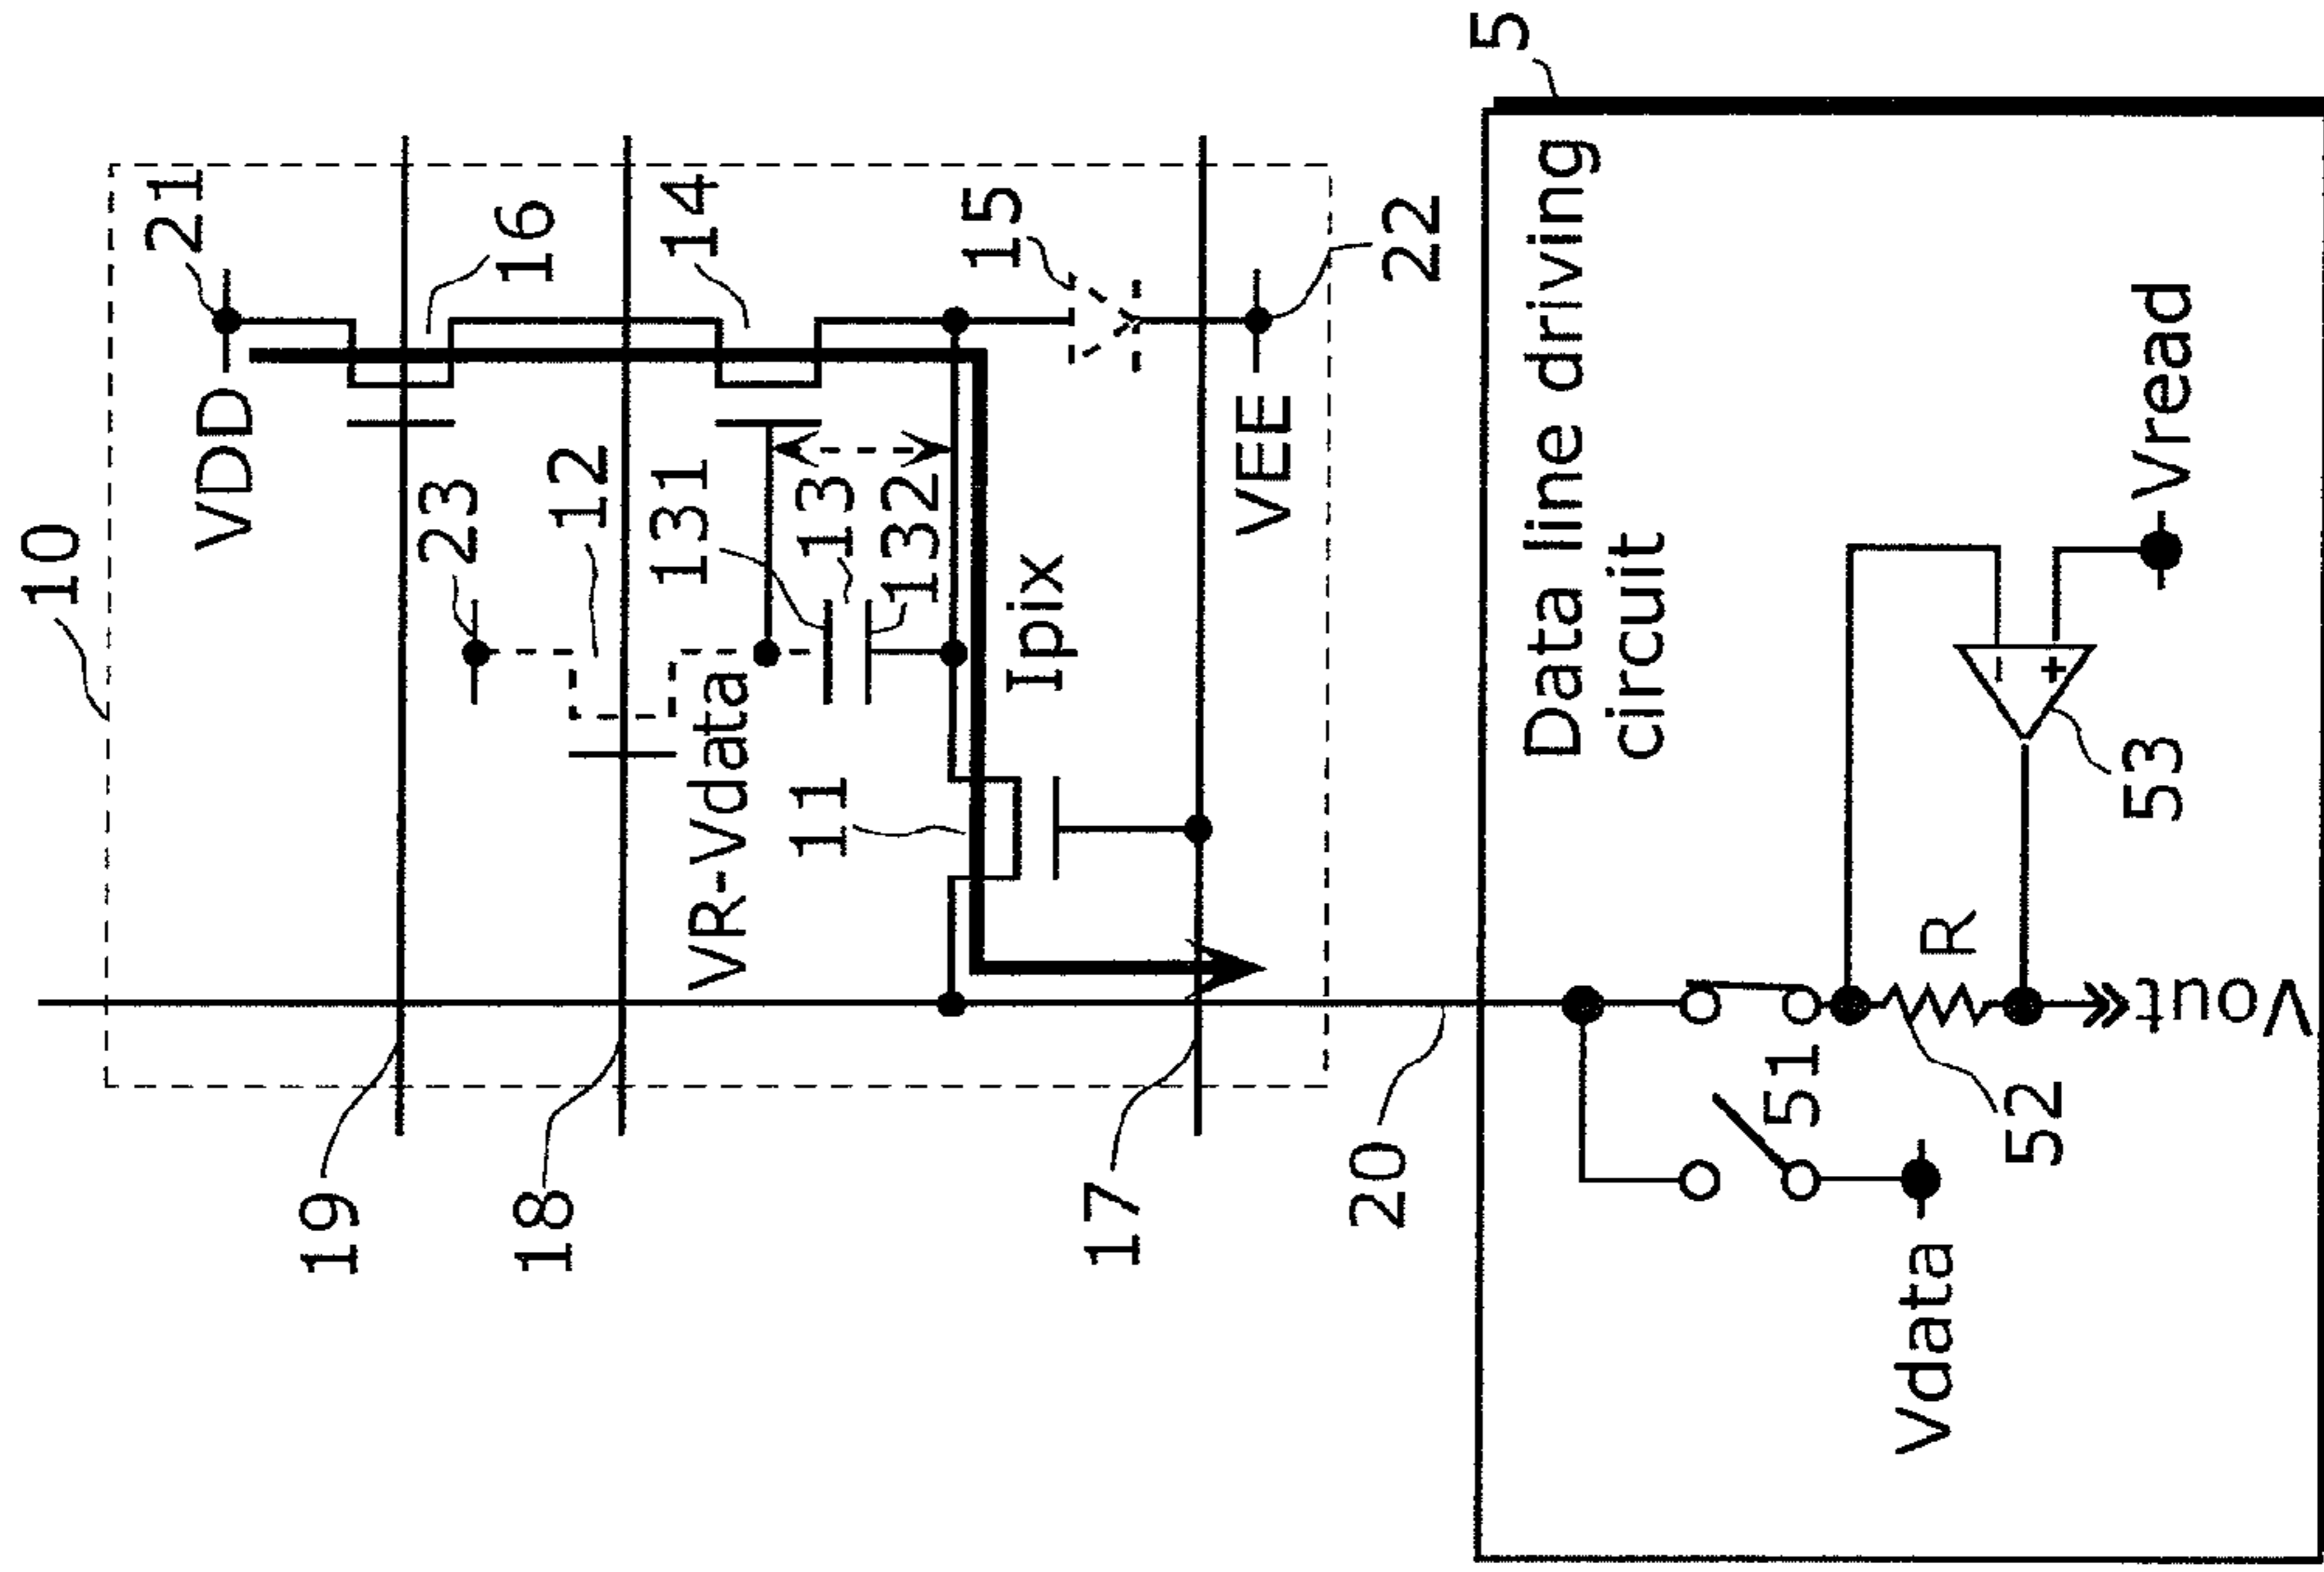 10
21
VDD
16
23
12
14
131
13
132
15
VR-Vdata
11
Ipix
VEE
22
19
18
17
20
5
Data line driving
circuit
Vread
53
R
51
52
Vdata
Vout
-
+